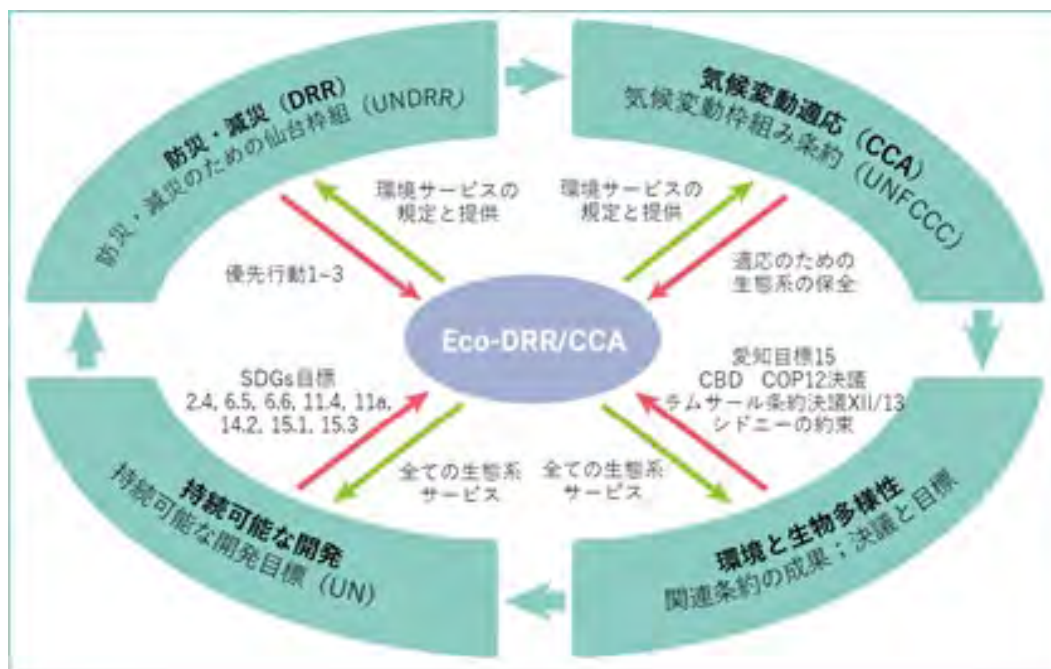 防災・減災（DRR）
防災・減災のための仙台枠組（UNDRR）
気候変動適応（CCA）
気候変動枠組み条約（UNFCCC）
環境サービスの
規定と提供
環境サービスの
規定と提供
優先行動1~3
適応のための
生態系の保全
Eco-DRR/CCA
SDGs目標
2.4, 6.5, 6.6, 11.4, 11a,
14.2, 15.1, 15.3
愛知目標15
CBD　COP12決議
ラムサール条約決議XII/13
シドニーの約束
全ての生態系
サービス
全ての生態系
サービス
持続可能な開発
持続可能な開発目標（UN）
環境と生物多様性
関連条約の成果；決議と目標